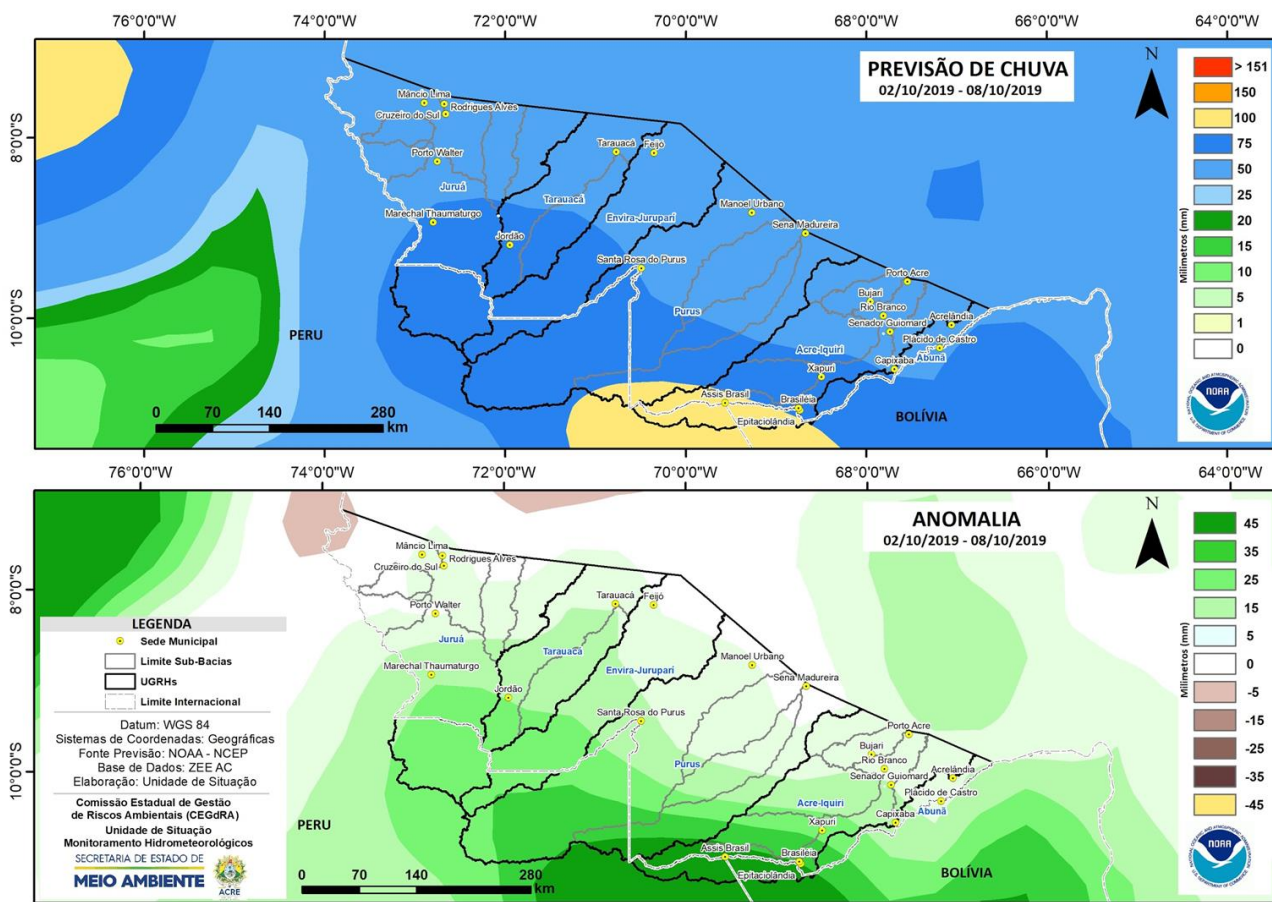 76°0'0"W 74°0'0"W 72°0'0"W 70°0'0"W 68°0'0"W 66°0'0"W 64°0'0"W
PREVISÃO DE CHUVA
02/10/2019 - 08/10/2019
N
> 151
150
100
75
50
25
20
15
10
5
1
0
Milímetros (mm)
8°0'0"S
10°0'0"S
Mâncio Lima
Rodrigues Alves
Cruzeiro do Sul
Porto Walter
Juruá
Marechal Thaumaturgo
Tarauacá
Feijó
Tarauacá
Envira-Jurupari
Jordão
Manoel Urbano
Sena Madureira
Santa Rosa do Purus
Purus
Porto Acre
Bujari
Rio Branco
Senador Guiomard
Acrelândia
Plácido de Castro
Abunã
Acre-Iquiri
Capixaba
Xapuri
Assis Brasil
Brasiléia
Epitaciolândia
PERU
BOLÍVIA
0 70 140 280
km
NOAA
76°0'0"W 74°0'0"W 72°0'0"W 70°0'0"W 68°0'0"W 66°0'0"W 64°0'0"W
ANOMALIA
02/10/2019 - 08/10/2019
N
45
35
25
15
5
0
-5
-15
-25
-35
-45
Milímetros (mm)
8°0'0"S
10°0'0"S
Mâncio Lima
Rodrigues Alves
Cruzeiro do Sul
Porto Walter
Juruá
Marechal Thaumaturgo
Tarauacá
Feijó
Tarauacá
Envira-Jurupari
Jordão
Manoel Urbano
Sena Madureira
Santa Rosa do Purus
Purus
Porto Acre
Bujari
Rio Branco
Senador Guiomard
Acrelândia
Plácido de Castro
Abunã
Acre-Iquiri
Capixaba
Xapuri
Assis Brasil
Brasiléia
Epitaciolândia
PERU
BOLÍVIA
0 70 140 280
km
NOAA
LEGENDA
Sede Municipal
Limite Sub-Bacias
UGRHs
Limite Internacional
Datum: WGS 84
Sistemas de Coordenadas: Geográficas
Fonte Previsão: NOAA - NCEP
Base de Dados: ZEE AC
Elaboração: Unidade de Situação
Comissão Estadual de Gestão
de Riscos Ambientais (CEGdRA)
Unidade de Situação
Monitoramento Hidrometeorológicos
SECRETARIA DE ESTADO DE
MEIO AMBIENTE
ACRE